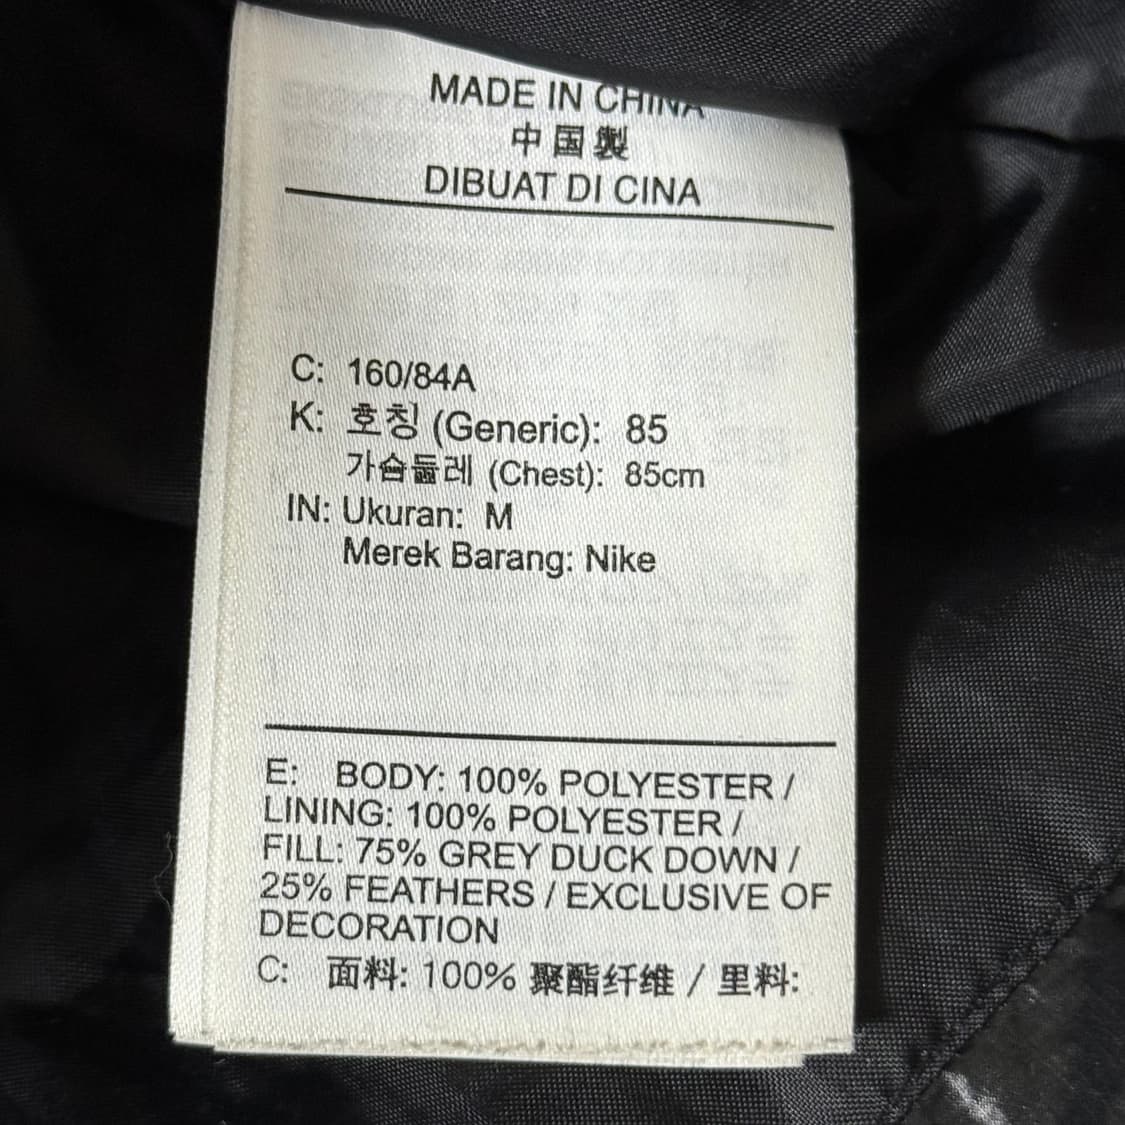 MADE IN CHINA
中国製
DIBUAT DI CINA
C: 160/84A
K: 호칭 (Generic): 85
가슴둘레 (Chest): 85cm
IN: Ukuran: M
Merek Barang: Nike
E: BODY: 100% POLYESTER /
LINING: 100% POLYESTER /
FILL: 75% GREY DUCK DOWN /
25% FEATHERS / EXCLUSIVE OF
DECORATION
C: 面料: 100% 聚酯纤维 / 里料: